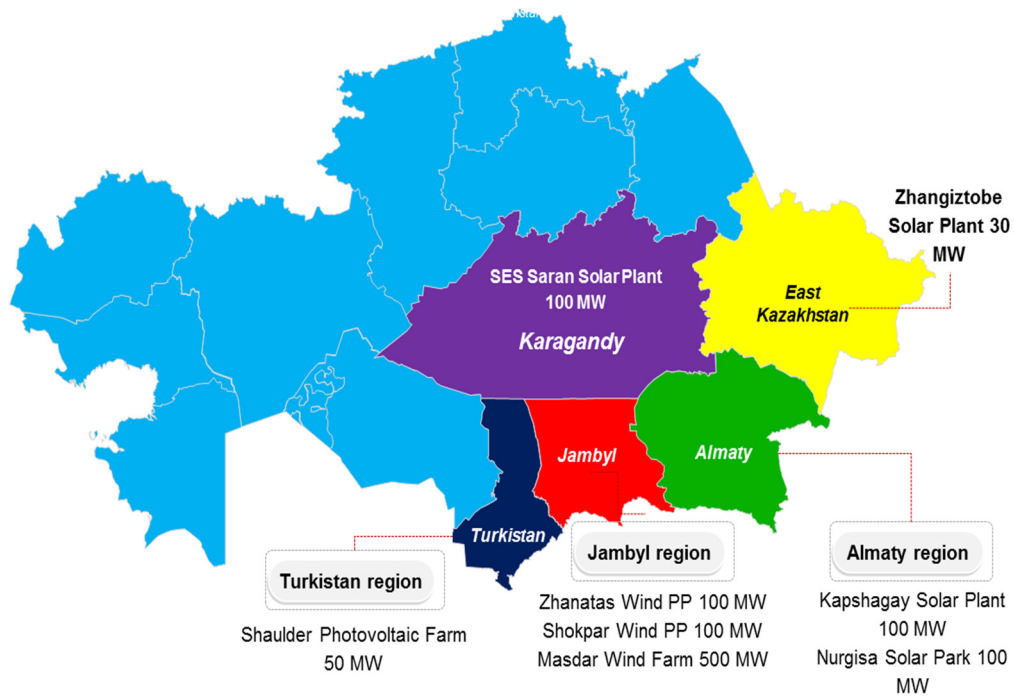 Zhangiztobe
Solar Plant 30
MW
SES Saran Solar Plant
100 MW
Karagandy
East
Kazakhstan
Jambyl
Almaty
Turkistan
Turkistan region
Shaulder Photovoltaic Farm
50 MW
Jambyl region
Zhanatas Wind PP 100 MW
Shokpar Wind PP 100 MW
Masdar Wind Farm 500 MW
Almaty region
Kapshagay Solar Plant
100 MW
Nurgisa Solar Park 100
MW